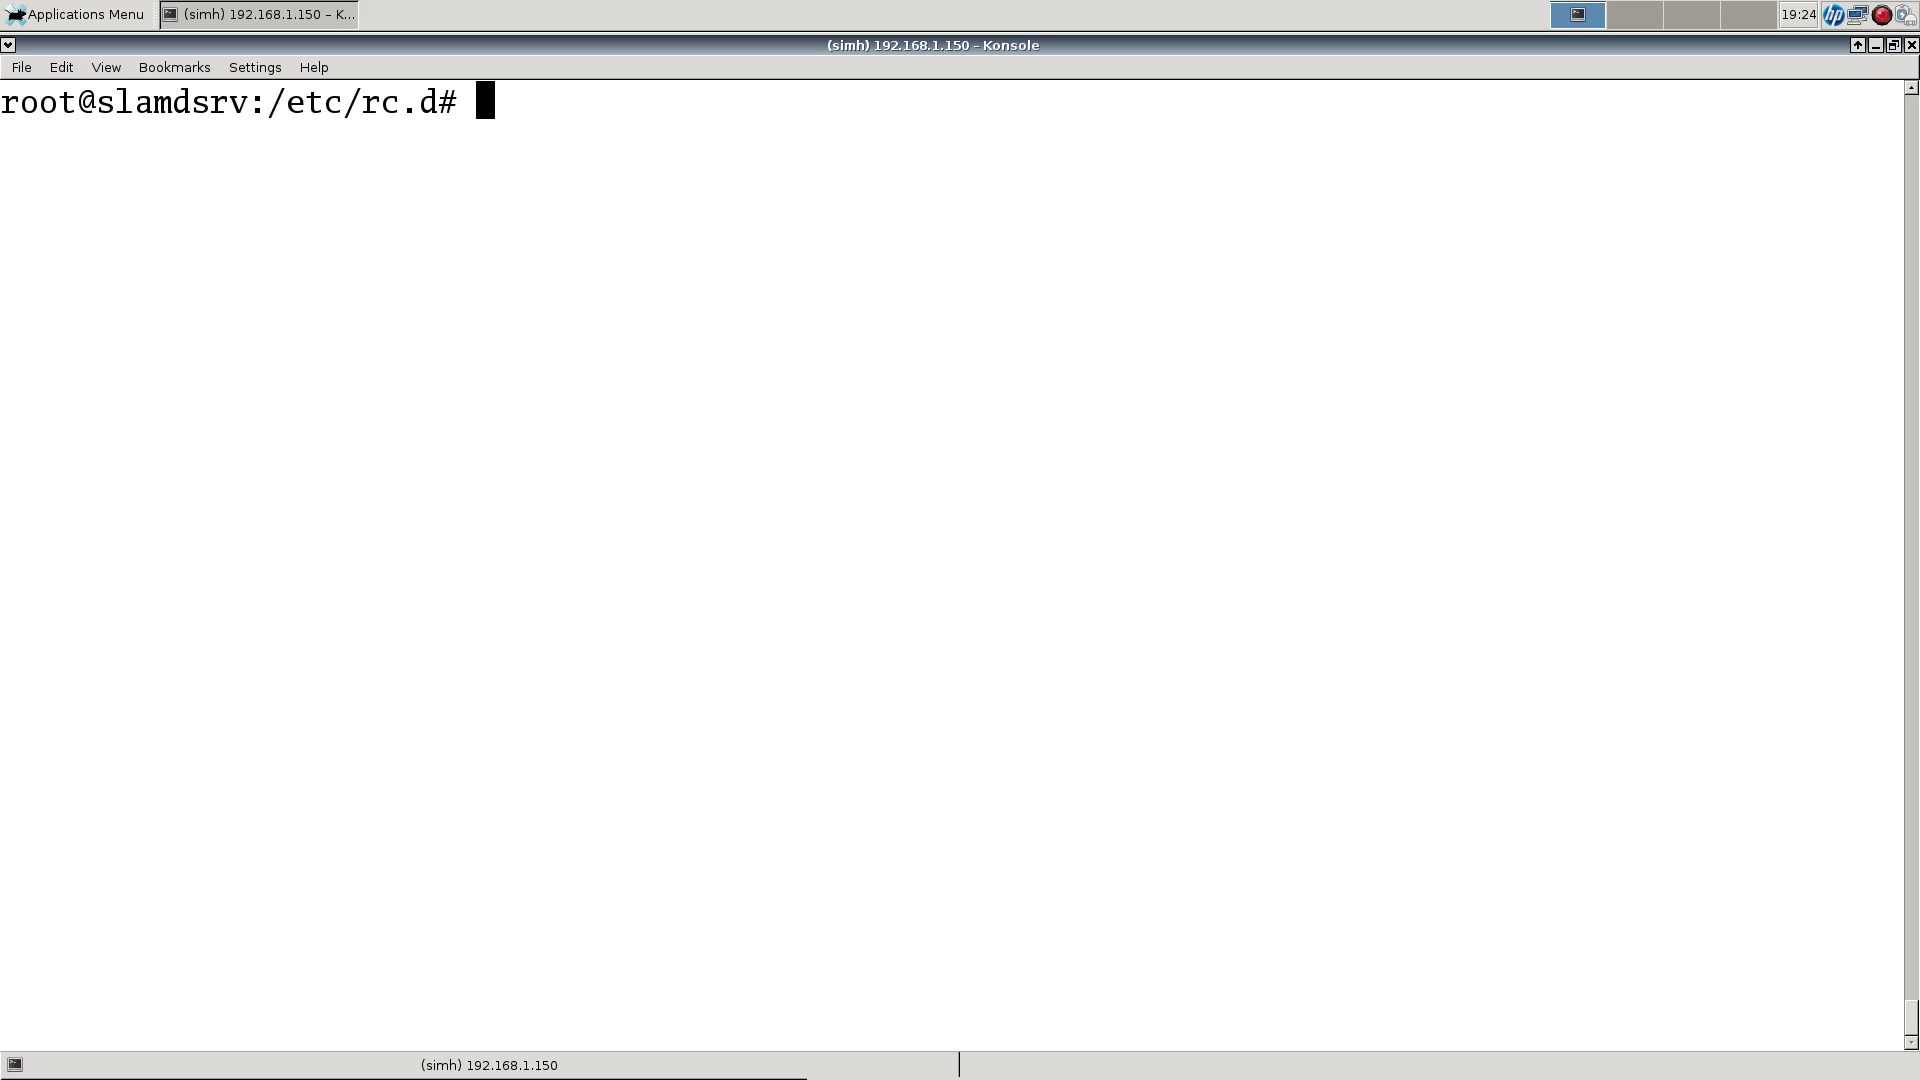 Applications Menu (simh) 192.168.1.150 – K... 19:24 hp
(simh) 192.168.1.150 – Konsole
File Edit View Bookmarks Settings Help
root@slamdsrv:/etc/rc.d#
(simh) 192.168.1.150